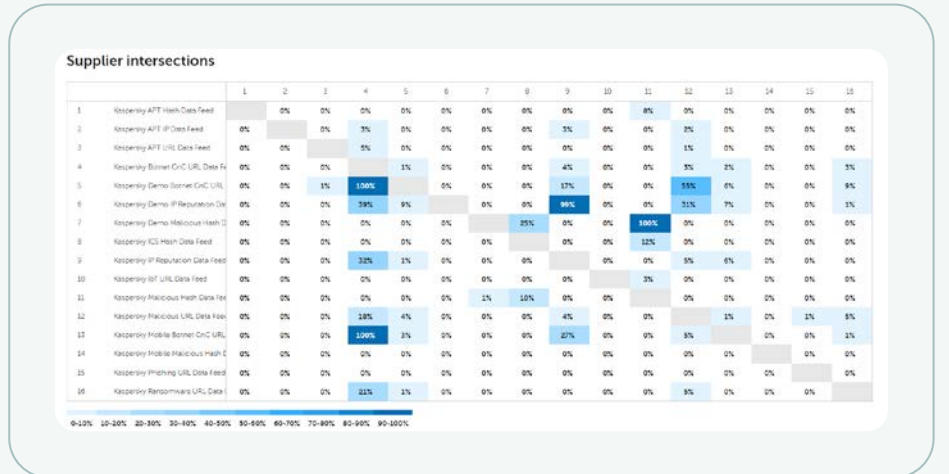 Supplier intersections
1 2 3 4 5 6 7 8 9 10 11 12 13 14 15 16
1 Kaspersky APT Hash Data Feed 0% 0% 0% 0% 0% 0% 0% 0% 0% 8% 0% 0% 0% 0% 0%
2 Kaspersky APT IP Data Feed 0% 0% 3% 0% 0% 0% 0% 3% 0% 0% 2% 0% 0% 0% 0%
3 Kaspersky APT URL Data Feed 0% 0% 5% 0% 0% 0% 0% 0% 0% 0% 1% 0% 0% 0% 0%
4 Kaspersky Botnet CnC URL Data Fe 0% 0% 0% 1% 0% 0% 0% 4% 0% 0% 3% 2% 0% 0% 3%
5 Kaspersky Demo Botnet CnC URL 0% 0% 1% 100% 0% 0% 0% 17% 0% 0% 55% 6% 0% 0% 9%
6 Kaspersky Demo IP Reputation Dat 0% 0% 0% 39% 9% 0% 0% 99% 0% 0% 31% 7% 0% 0% 1%
7 Kaspersky Demo Malicious Hash D 0% 0% 0% 0% 0% 0% 25% 0% 0% 100% 0% 0% 0% 0% 0%
8 Kaspersky ICS Hash Data Feed 0% 0% 0% 0% 0% 0% 0% 0% 0% 12% 0% 0% 0% 0% 0%
9 Kaspersky IP Reputation Data Feed 0% 0% 0% 32% 1% 0% 0% 0% 0% 0% 5% 6% 0% 0% 0%
10 Kaspersky IoT URL Data Feed 0% 0% 0% 0% 0% 0% 0% 0% 0% 3% 0% 0% 0% 0% 0%
11 Kaspersky Malicious Hash Data Fee 0% 0% 0% 0% 0% 0% 1% 10% 0% 0% 0% 0% 0% 0% 0%
12 Kaspersky Malicious URL Data Feed 0% 0% 0% 18% 4% 0% 0% 0% 4% 0% 0% 1% 0% 1% 5%
13 Kaspersky Mobile Botnet CnC URL 0% 0% 0% 100% 3% 0% 0% 0% 27% 0% 0% 5% 0% 0% 1%
14 Kaspersky Mobile Malicious Hash D 0% 0% 0% 0% 0% 0% 0% 0% 0% 0% 0% 0% 0% 0% 0%
15 Kaspersky Phishing URL Data Feed 0% 0% 0% 0% 0% 0% 0% 0% 0% 0% 0% 0% 0% 0% 0%
16 Kaspersky Ransomware URL Data 0% 0% 0% 21% 1% 0% 0% 0% 0% 0% 0% 5% 0% 0% 0%
0-10% 10-20% 20-30% 30-40% 40-50% 50-60% 60-70% 70-80% 80-90% 90-100%